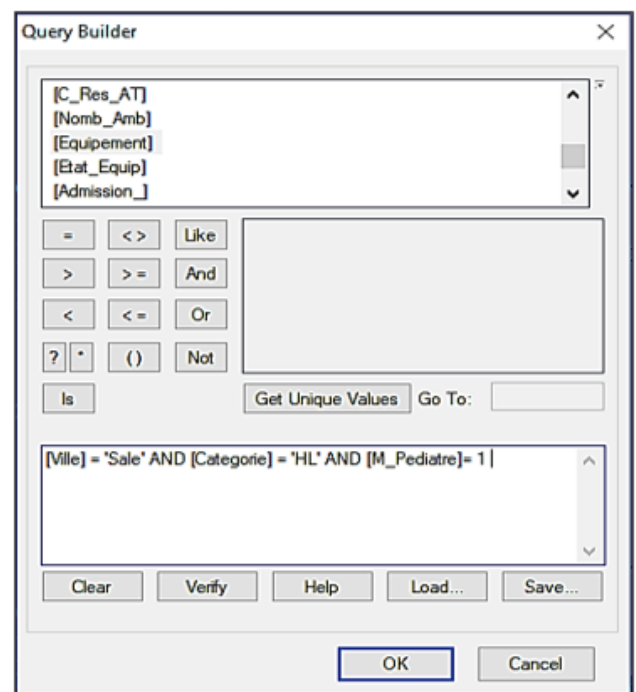 Query Builder
[C_Res_AT]
[Nomb_Amb]
[Equipement]
[Etat_Equip]
[Admission_]
= < > Like
> > = And
< < = Or
? * () Not
Is Get Unique Values Go To:
[Ville] = "Sale" AND [Categorie] = "HL" AND [M_Pediatre]= 1
Clear Verify Help Load... Save...
OK Cancel